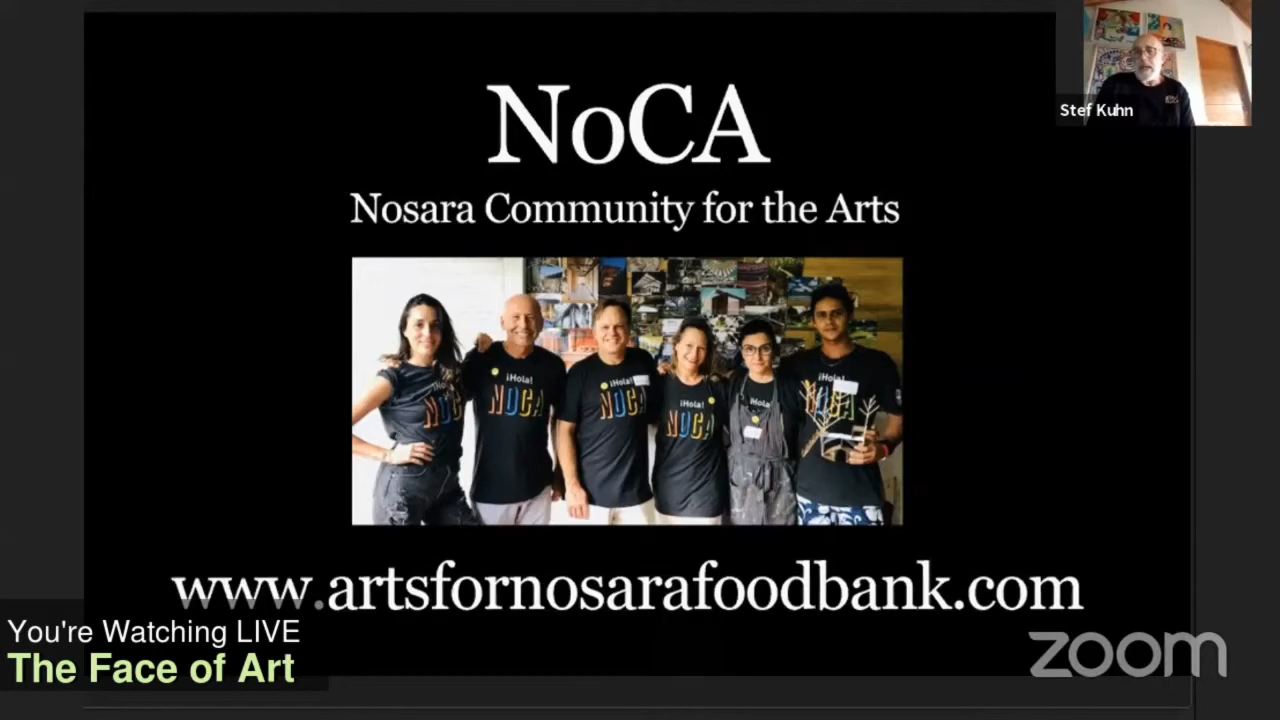 NoCA
Stef Kuhn
Nosara Community for the Arts
¡Hola!
NOCA
¡Hola!
NOCA
¡Hola!
NOCA
¡Hola!
¡Hola!
NOCA
www.artsfornosarafoodbank.com
You're Watching LIVE
The Face of Art
zoom